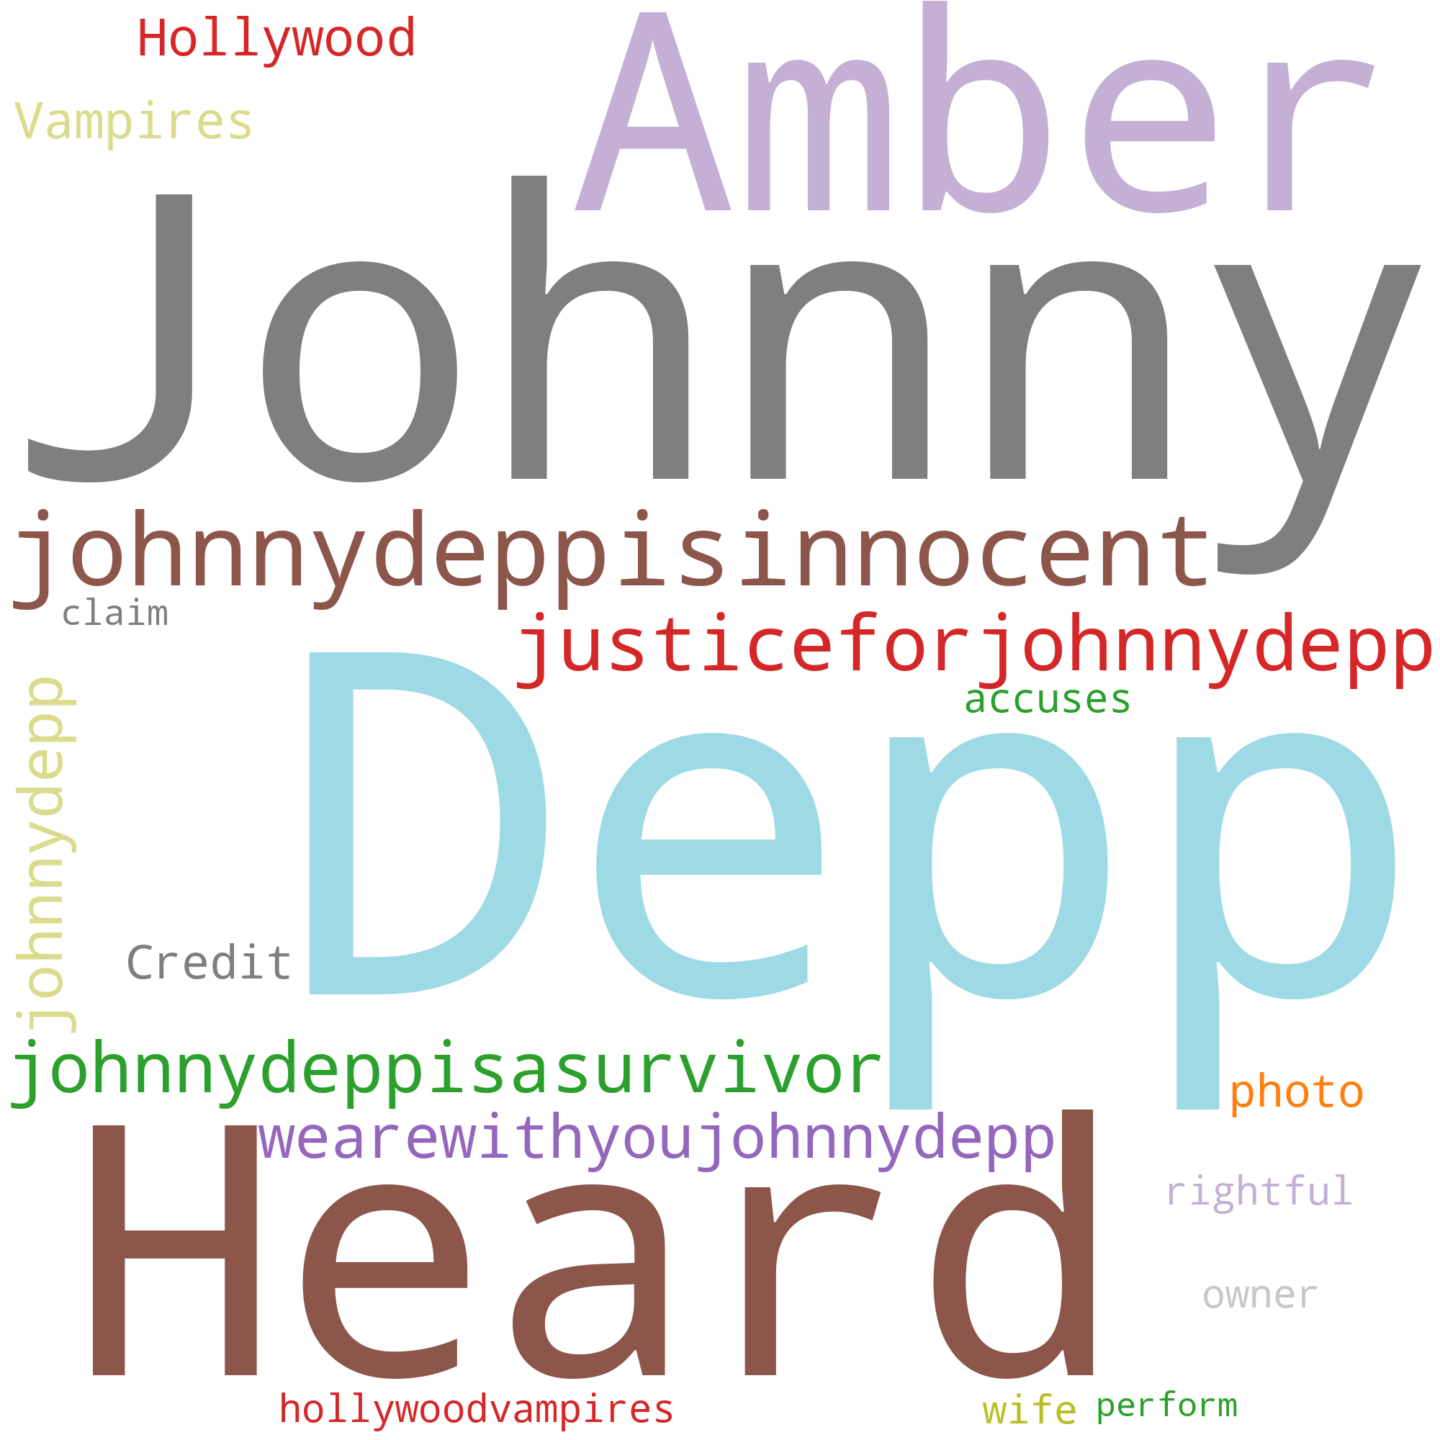 Hollywood
Amber
Vampires
Johnny
johnnydeppisinnocent
claim
justiceforjohnnydepp
accuses
johnnydepp
Depp
Credit
johnnydeppisasurvivor
photo
wearewithyoujohnnydepp
Heard
rightful
owner
hollywoodvampires
wife
perform